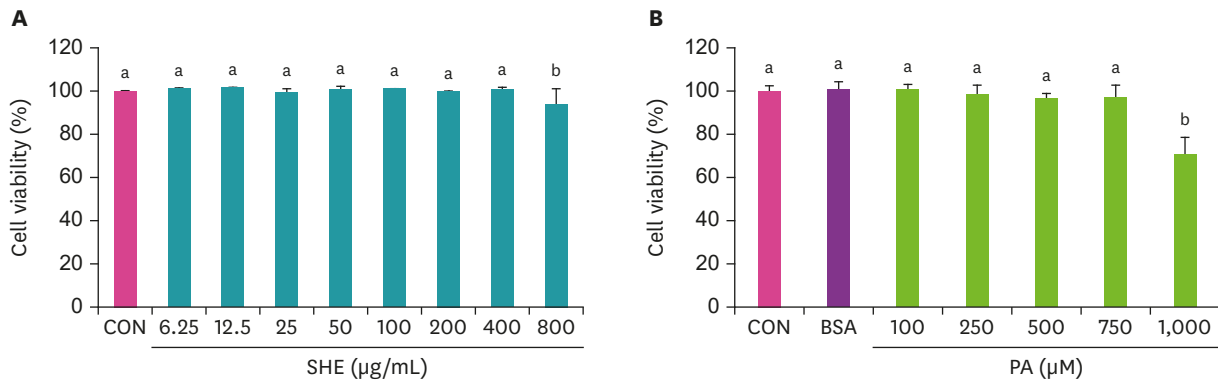 A
Cell viability (%)
120
100
80
60
40
20
0
a a a a a a a a b
CON 6.25 12.5 25 50 100 200 400 800
SHE (µg/mL)
B
Cell viability (%)
120
100
80
60
40
20
0
a a a a a a b
CON BSA 100 250 500 750 1,000
PA (µM)